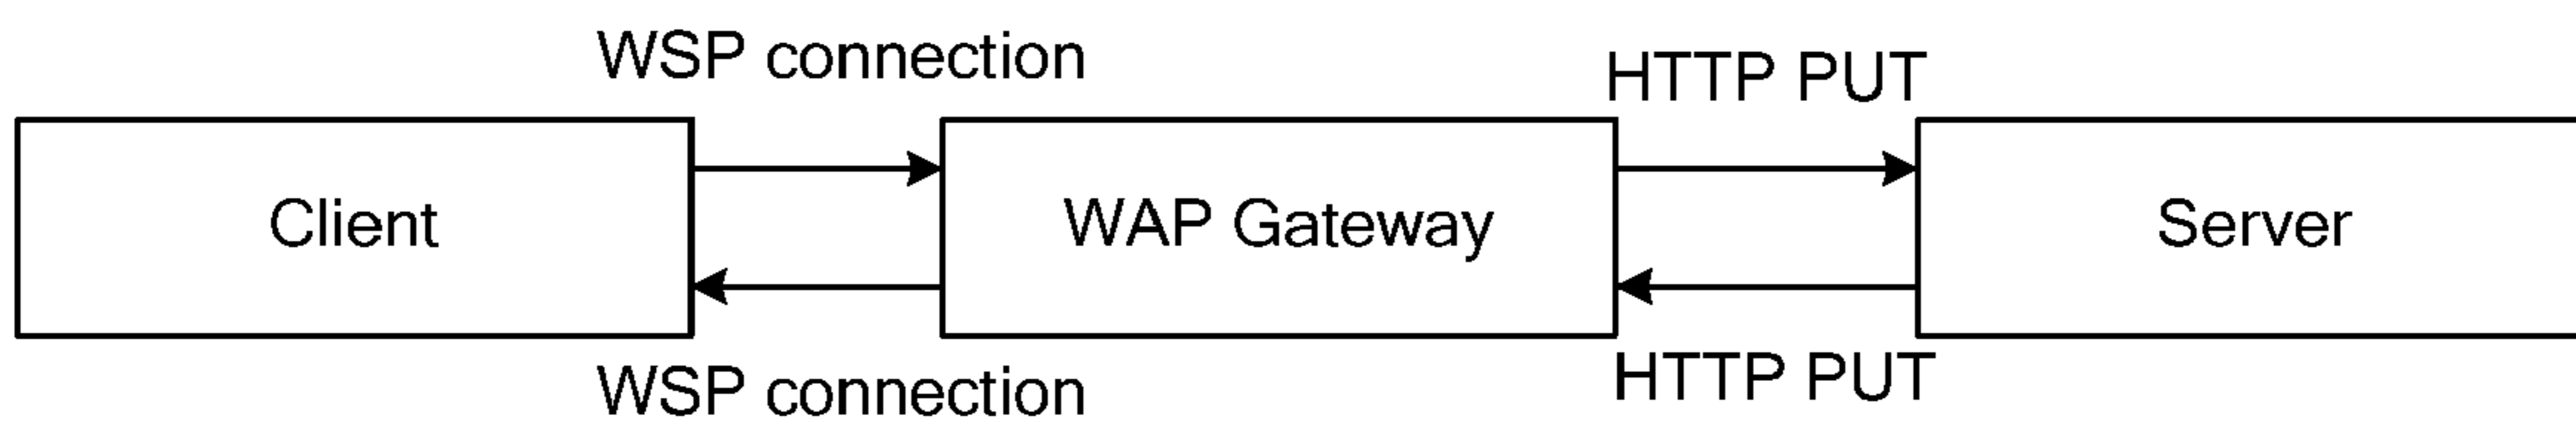 WSP connection
HTTP PUT
Client
WAP Gateway
Server
WSP connection
HTTP PUT